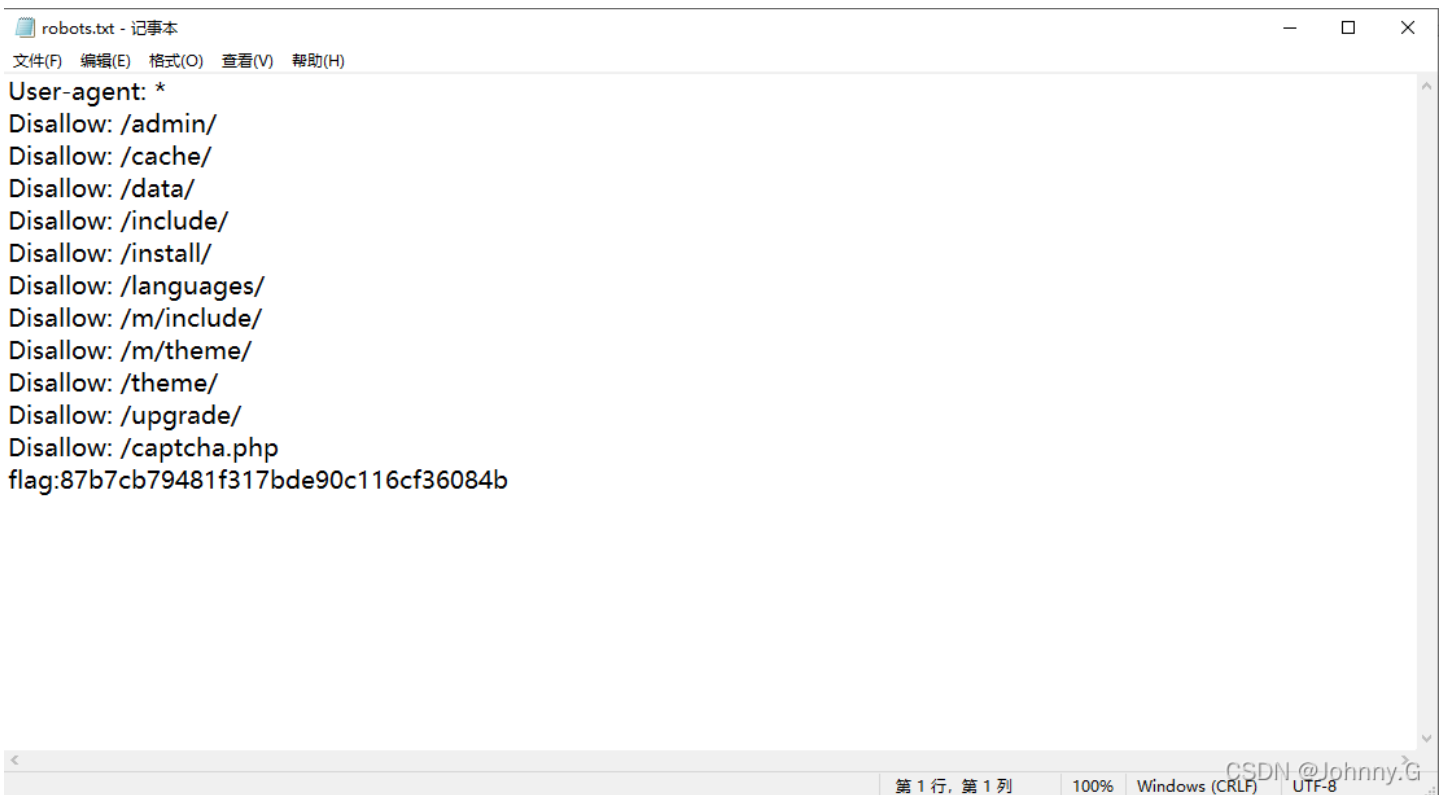 robots.txt - 记事本
文件(F) 编辑(E) 格式(O) 查看(V) 帮助(H)
User-agent: *
Disallow: /admin/
Disallow: /cache/
Disallow: /data/
Disallow: /include/
Disallow: /install/
Disallow: /languages/
Disallow: /m/include/
Disallow: /m/theme/
Disallow: /theme/
Disallow: /upgrade/
Disallow: /captcha.php
flag:87b7cb79481f317bde90c116cf36084b
CSDN @Johnny.G
第 1 行，第 1 列 100% Windows (CRLF) UTF-8